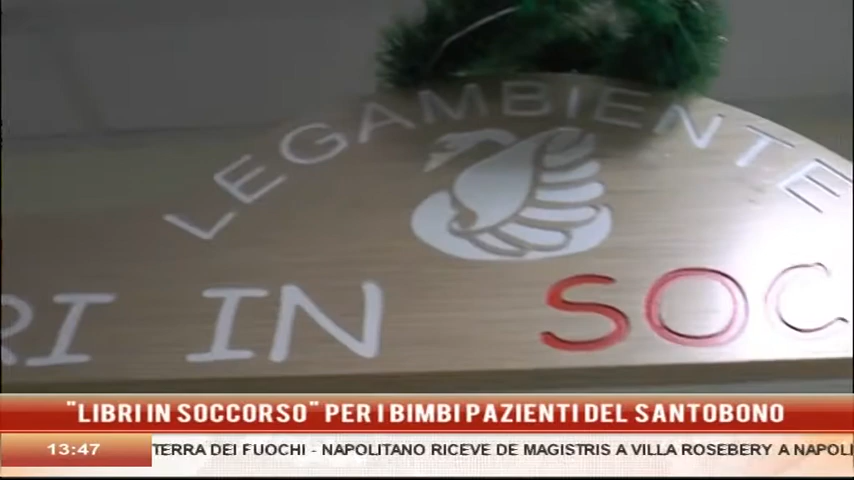 LEGAMBIENTE
RI IN SOC
"LIBRI IN SOCCORSO" PER I BIMBI PAZIENTI DEL SANTOBONO
13:47
TERRA DEI FUOCHI - NAPOLITANO RICEVE DE MAGISTRIS A VILLA ROSEBERY A NAPOLI